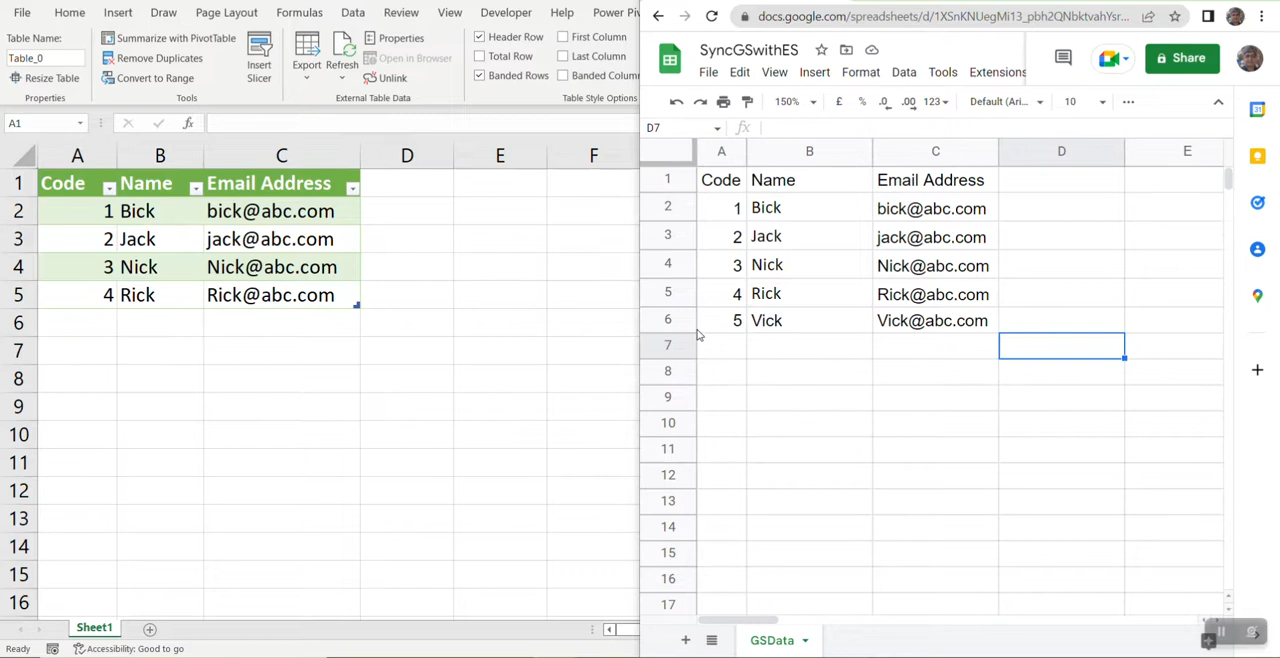 File Home Insert Draw Page Layout Formulas Data Review View Developer Help Power Piv
Table Name:
Table_0
Resize Table
Properties
Summarize with PivotTable
Remove Duplicates
Convert to Range
Tools
Insert
Slicer
Export Refresh
Properties
Open in Browser
Unlink
External Table Data
Header Row First Column
Total Row Last Column
Banded Rows Banded Colum
Table Style Options
A1 fx
A B C D E F
1 Code Name Email Address
2 1 Bick bick@abc.com
3 2 Jack jack@abc.com
4 3 Nick Nick@abc.com
5 4 Rick Rick@abc.com
6
7
8
9
10
11
12
13
14
15
16
Sheet1
Ready Accessibility: Good to go
docs.google.com/spreadsheets/d/1XSnKNUegMi13_pbh2QNbktvahYsr...
SyncGSwithES
File Edit View Insert Format Data Tools Extensions
Share
150% £ % .0 .00 123 Default (Ari... 10
D7 fx
A B C D E
1 Code Name Email Address
2 1 Bick bick@abc.com
3 2 Jack jack@abc.com
4 3 Nick Nick@abc.com
5 4 Rick Rick@abc.com
6 5 Vick Vick@abc.com
7
8
9
10
11
12
13
14
15
16
17
GSData
31